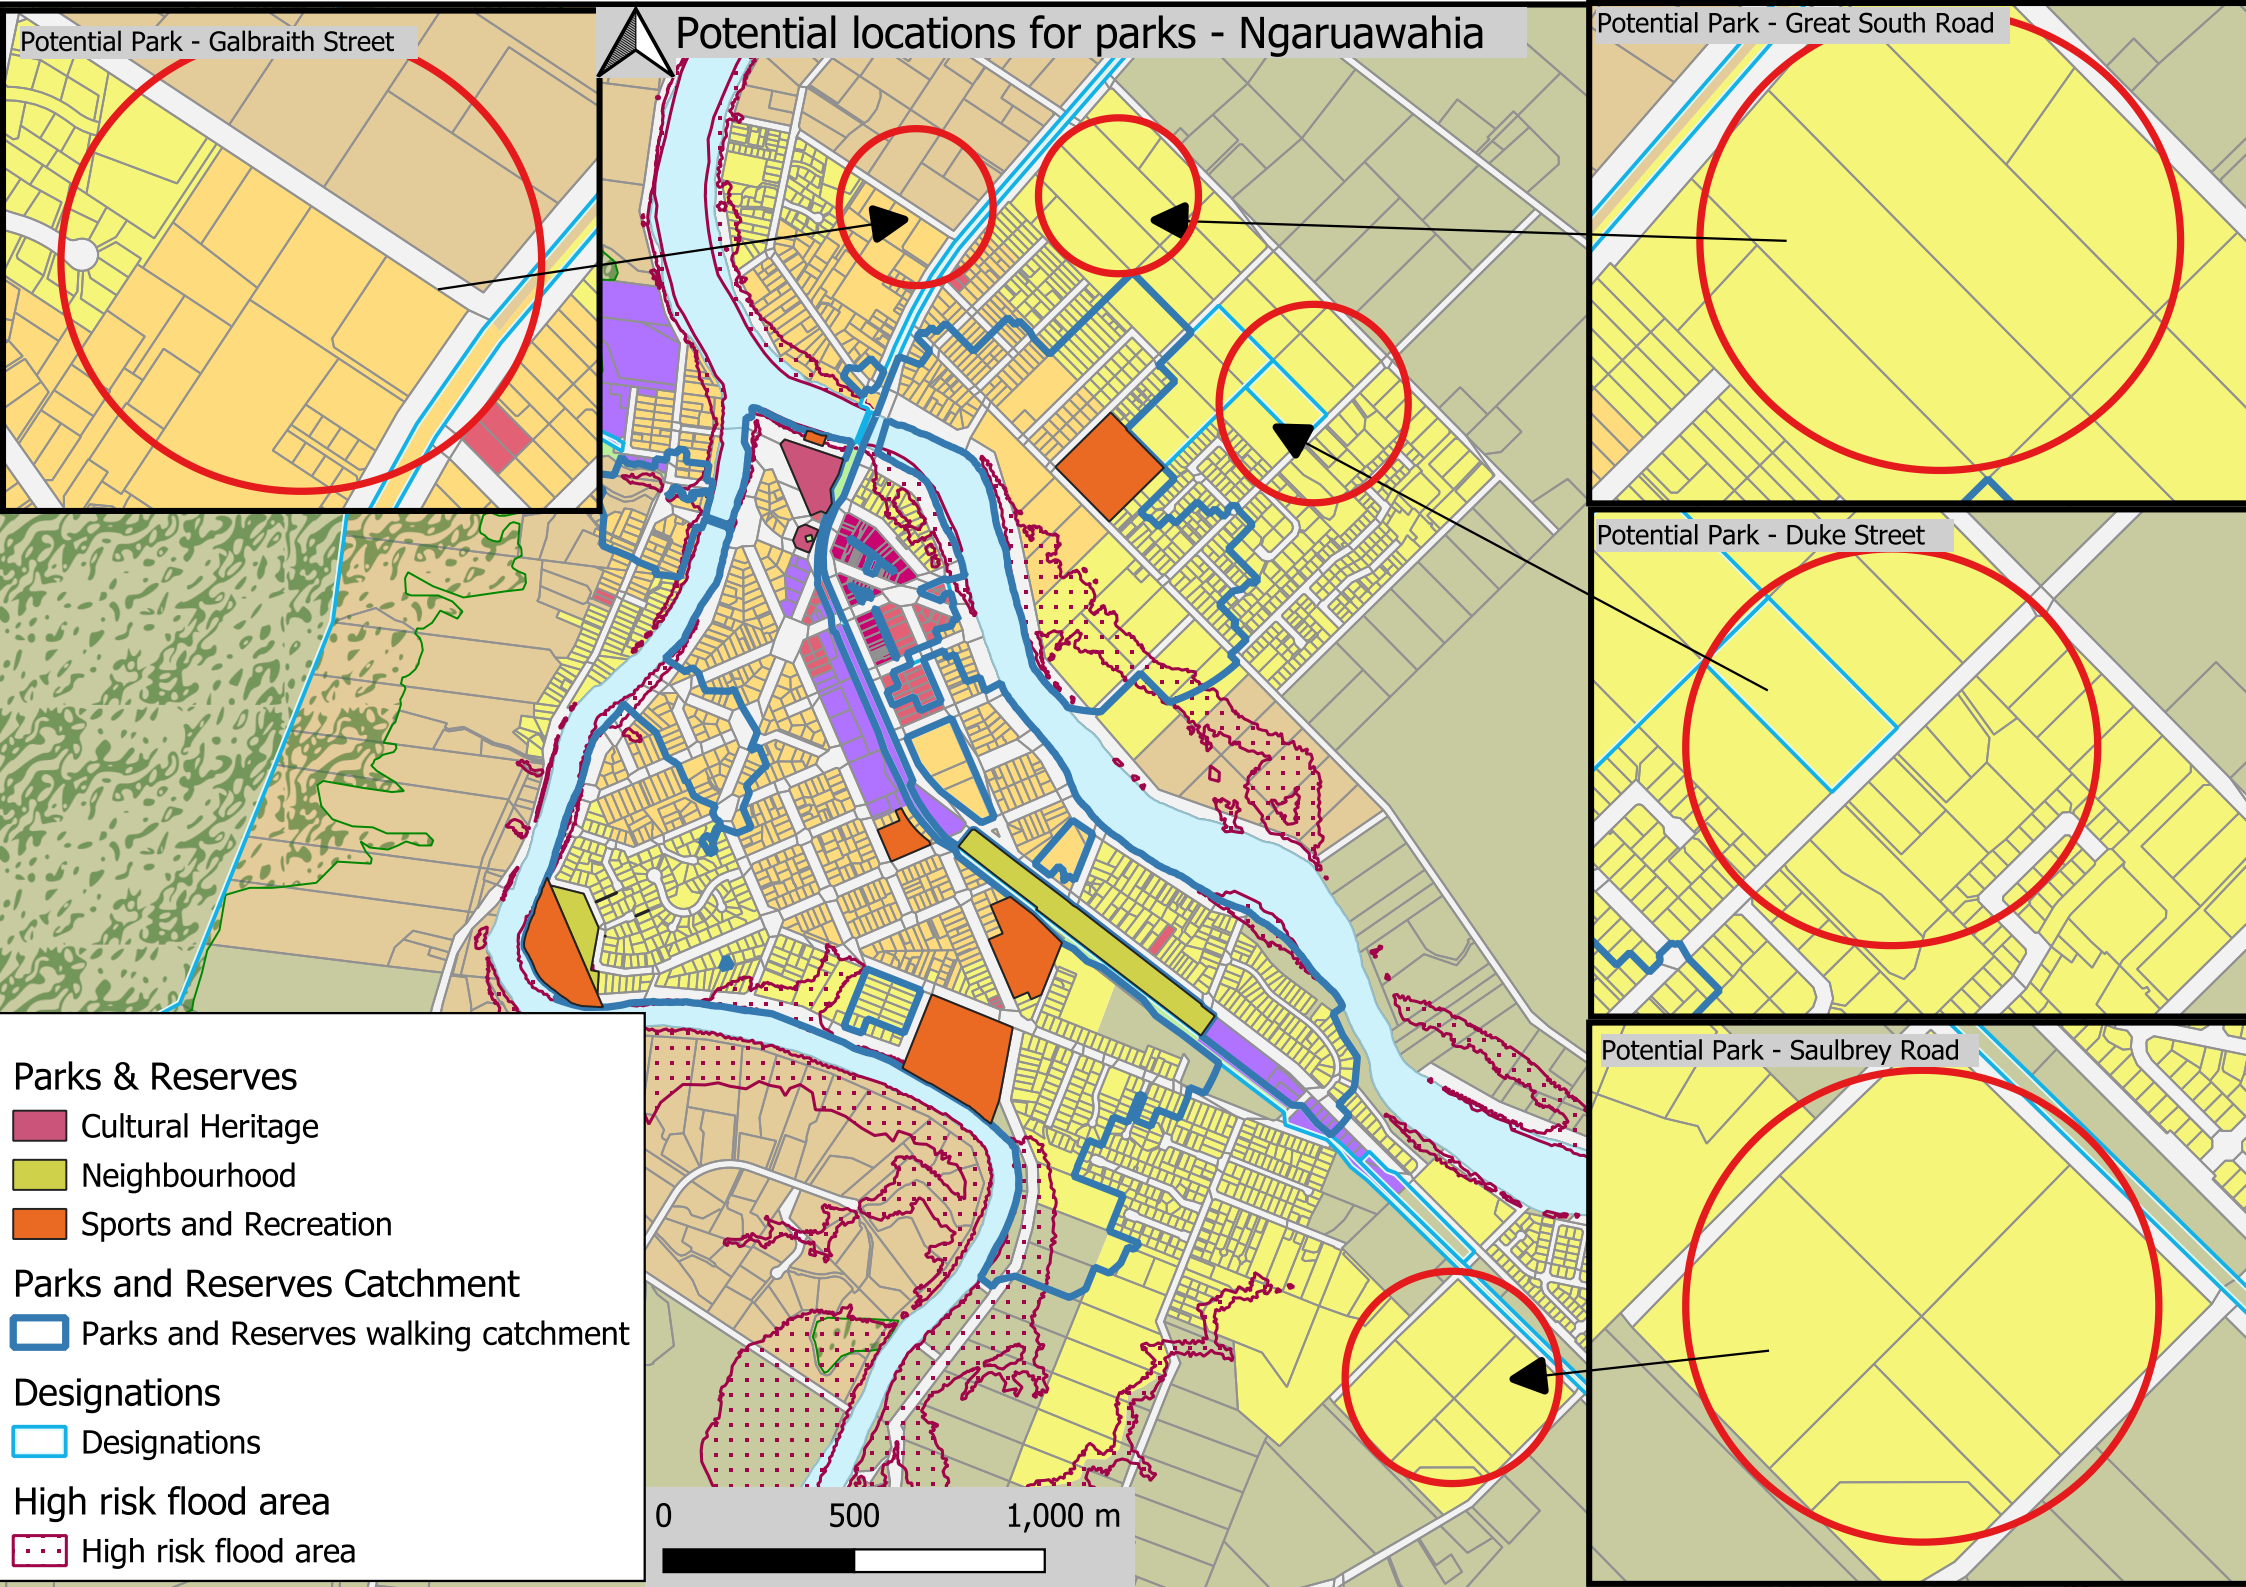 Potential locations for parks - Ngaruawahia
Potential Park - Galbraith Street
Potential Park - Great South Road
Potential Park - Duke Street
Potential Park - Saulbrey Road
Parks & Reserves
Cultural Heritage
Neighbourhood
Sports and Recreation
Parks and Reserves Catchment
Parks and Reserves walking catchment
Designations
Designations
High risk flood area
High risk flood area
0 500 1,000 m